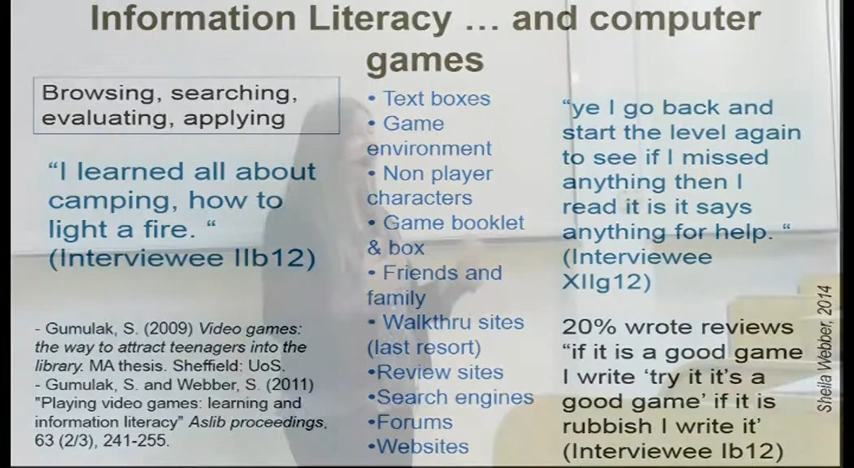 Information Literacy … and computer
games
Browsing, searching,
evaluating, applying
“I learned all about
camping, how to
light a fire. “
(Interviewee IIb12)
- Gumulak, S. (2009) Video games:
the way to attract teenagers into the
library. MA thesis. Sheffield: UoS.
- Gumulak, S. and Webber, S. (2011)
"Playing video games: learning and
information literacy" Aslib proceedings,
63 (2/3), 241-255.
• Text boxes
• Game
environment
• Non player
characters
• Game booklet
& box
• Friends and
family
• Walkthru sites
(last resort)
•Review sites
•Search engines
•Forums
•Websites
“ye I go back and
start the level again
to see if I missed
anything then I
read it is it says
anything for help. “
(Interviewee
XIIg12)
20% wrote reviews
“if it is a good game
I write ‘try it it’s a
good game’ if it is
rubbish I write it’
(Interviewee Ib12)
Sheila Webber, 2014